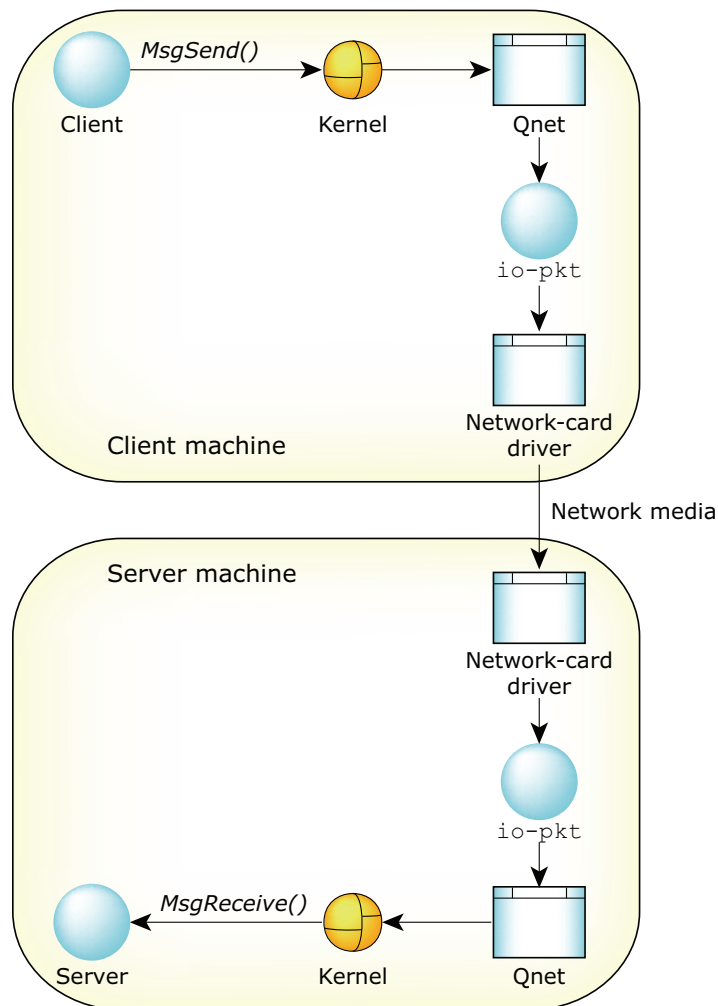 MsgSend()
Client
Kernel
Qnet
io-pkt
Network-card
driver
Client machine
Network media
Server machine
Network-card
driver
io-pkt
MsgReceive()
Server
Kernel
Qnet